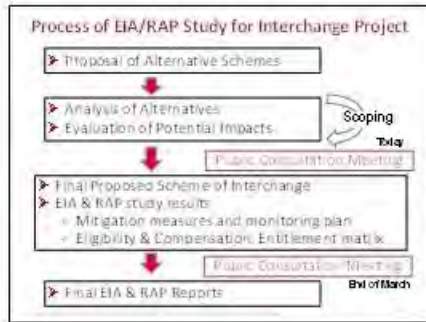 Process of EIA/RAP Study for Interchange Project
➤ Proposal of Alternative Schemes
➤ Analysis of Alternatives
➤ Evaluation of Potential Impacts
Scoping
Today
Public Consultation Meeting
➤ Final Proposed Scheme of Interchange
➤ EIA & RAP study results
- Mitigation measures and monitoring plan
- Eligibility & Compensation: Entitlement matrix
Public Consultation Meeting
End of March
➤ Final EIA & RAP Reports